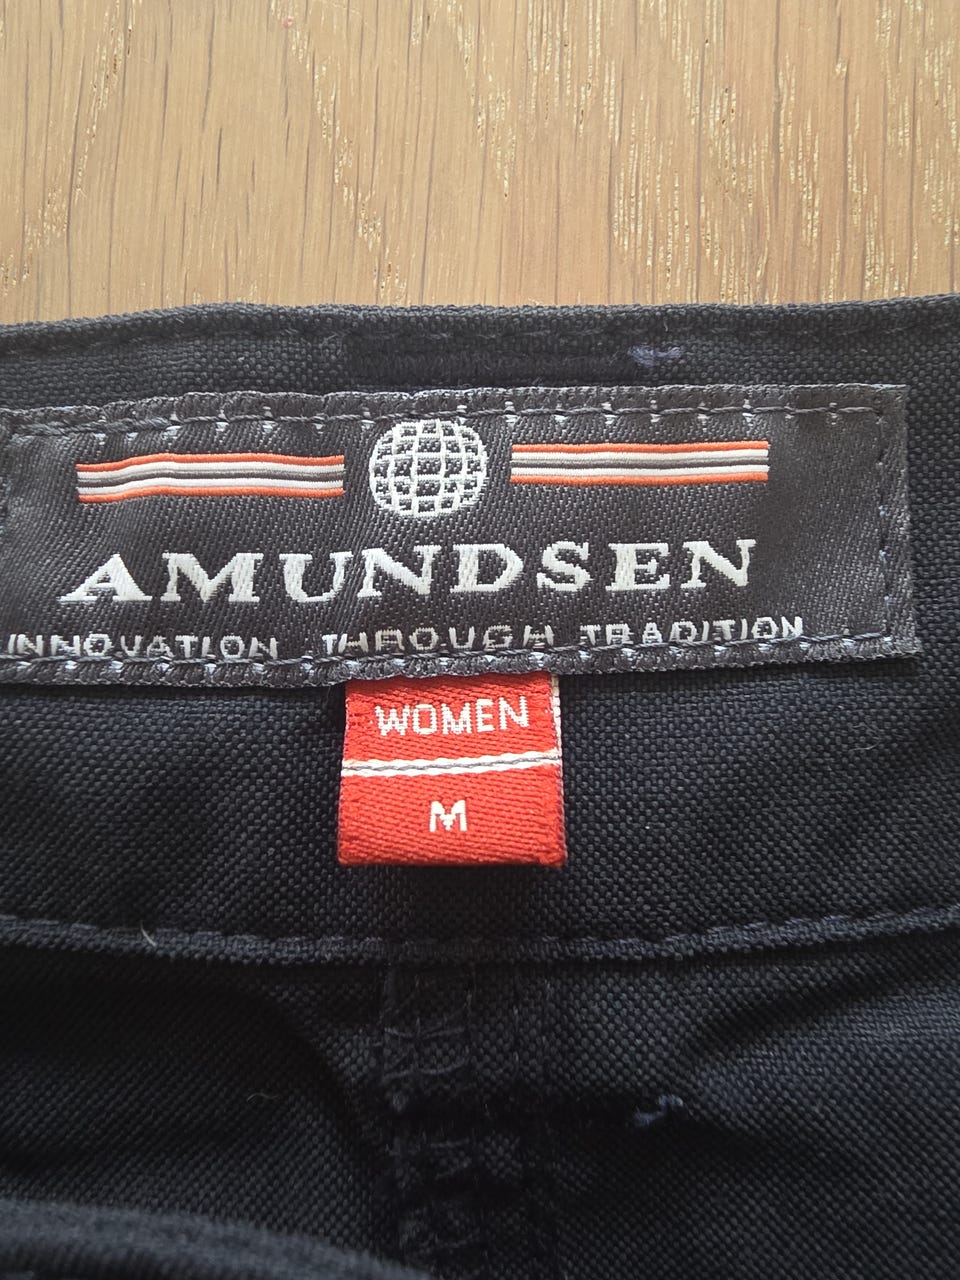 AMUNDSEN
INNOVATION THROUGH TRADITION
WOMEN
M